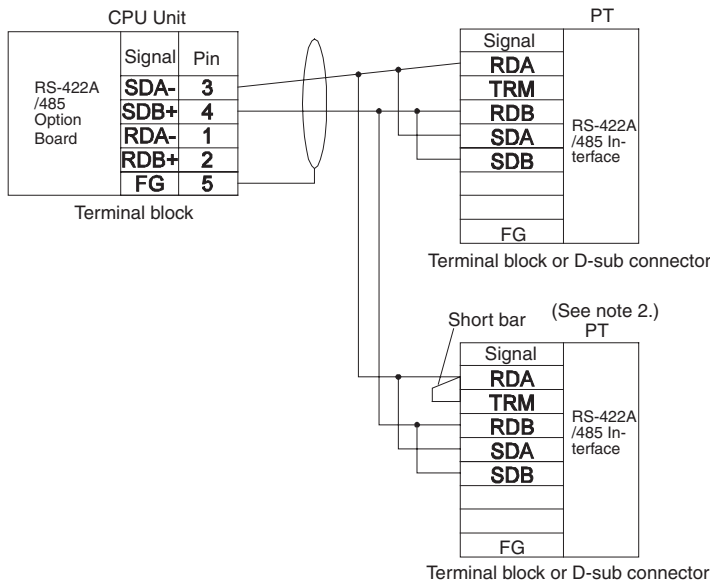 CPU Unit
Signal Pin
RS-422A
/485
Option
Board
SDA- 3
SDB+ 4
RDA- 1
RDB+ 2
FG 5
Terminal block
PT
Signal
RDA
TRM
RDB
SDA
SDB
FG
RS-422A
/485 In-
terface
Terminal block or D-sub connector
Short bar
(See note 2.)
PT
Signal
RDA
TRM
RDB
SDA
SDB
FG
RS-422A
/485 In-
terface
Terminal block or D-sub connector